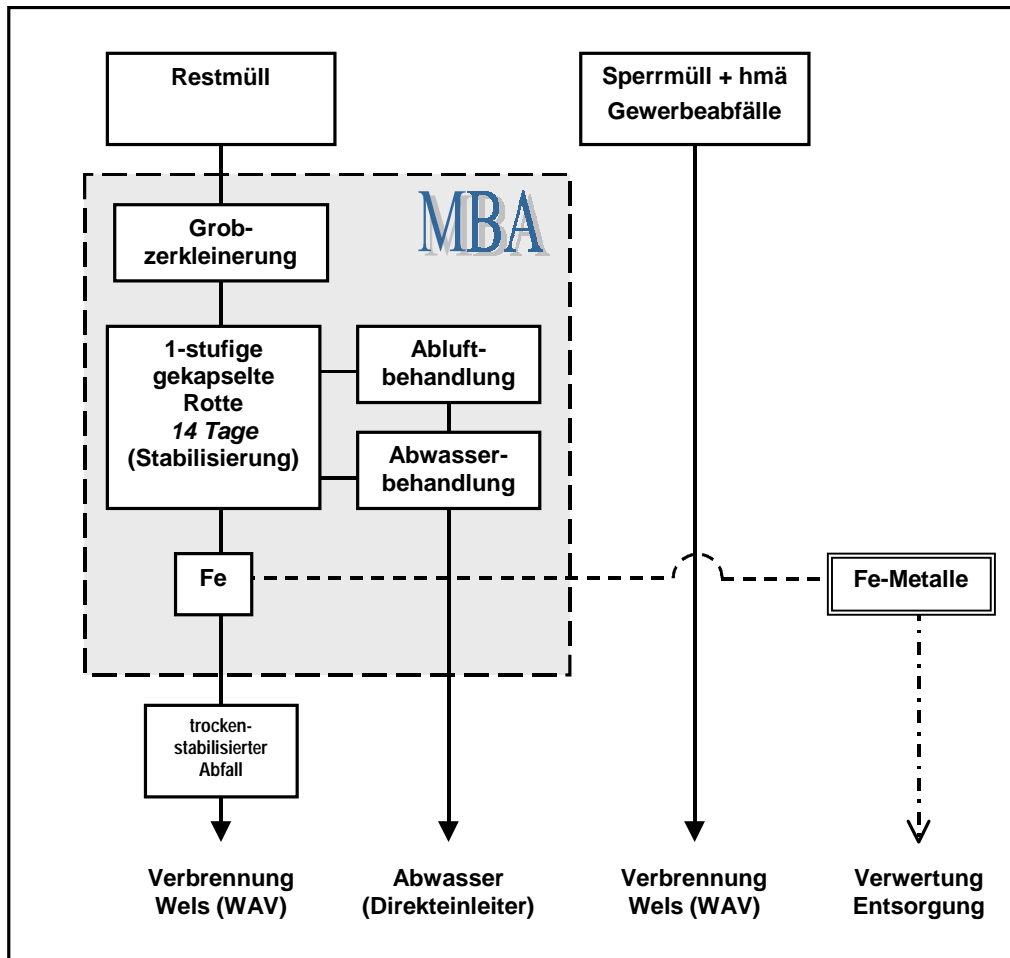 Restmüll
Sperrmüll + hmä
Gewerbeabfälle
MBA
Grob-
zerkleinerung
1-stufige
gekapselte
Rotte
14 Tage
(Stabilisierung)
Abluft-
behandlung
Abwasser-
behandlung
Fe
Fe-Metalle
trocken-
stabilisierter
Abfall
Verbrennung
Wels (WAV)
Abwasser
(Direkteinleiter)
Verbrennung
Wels (WAV)
Verwertung
Entsorgung